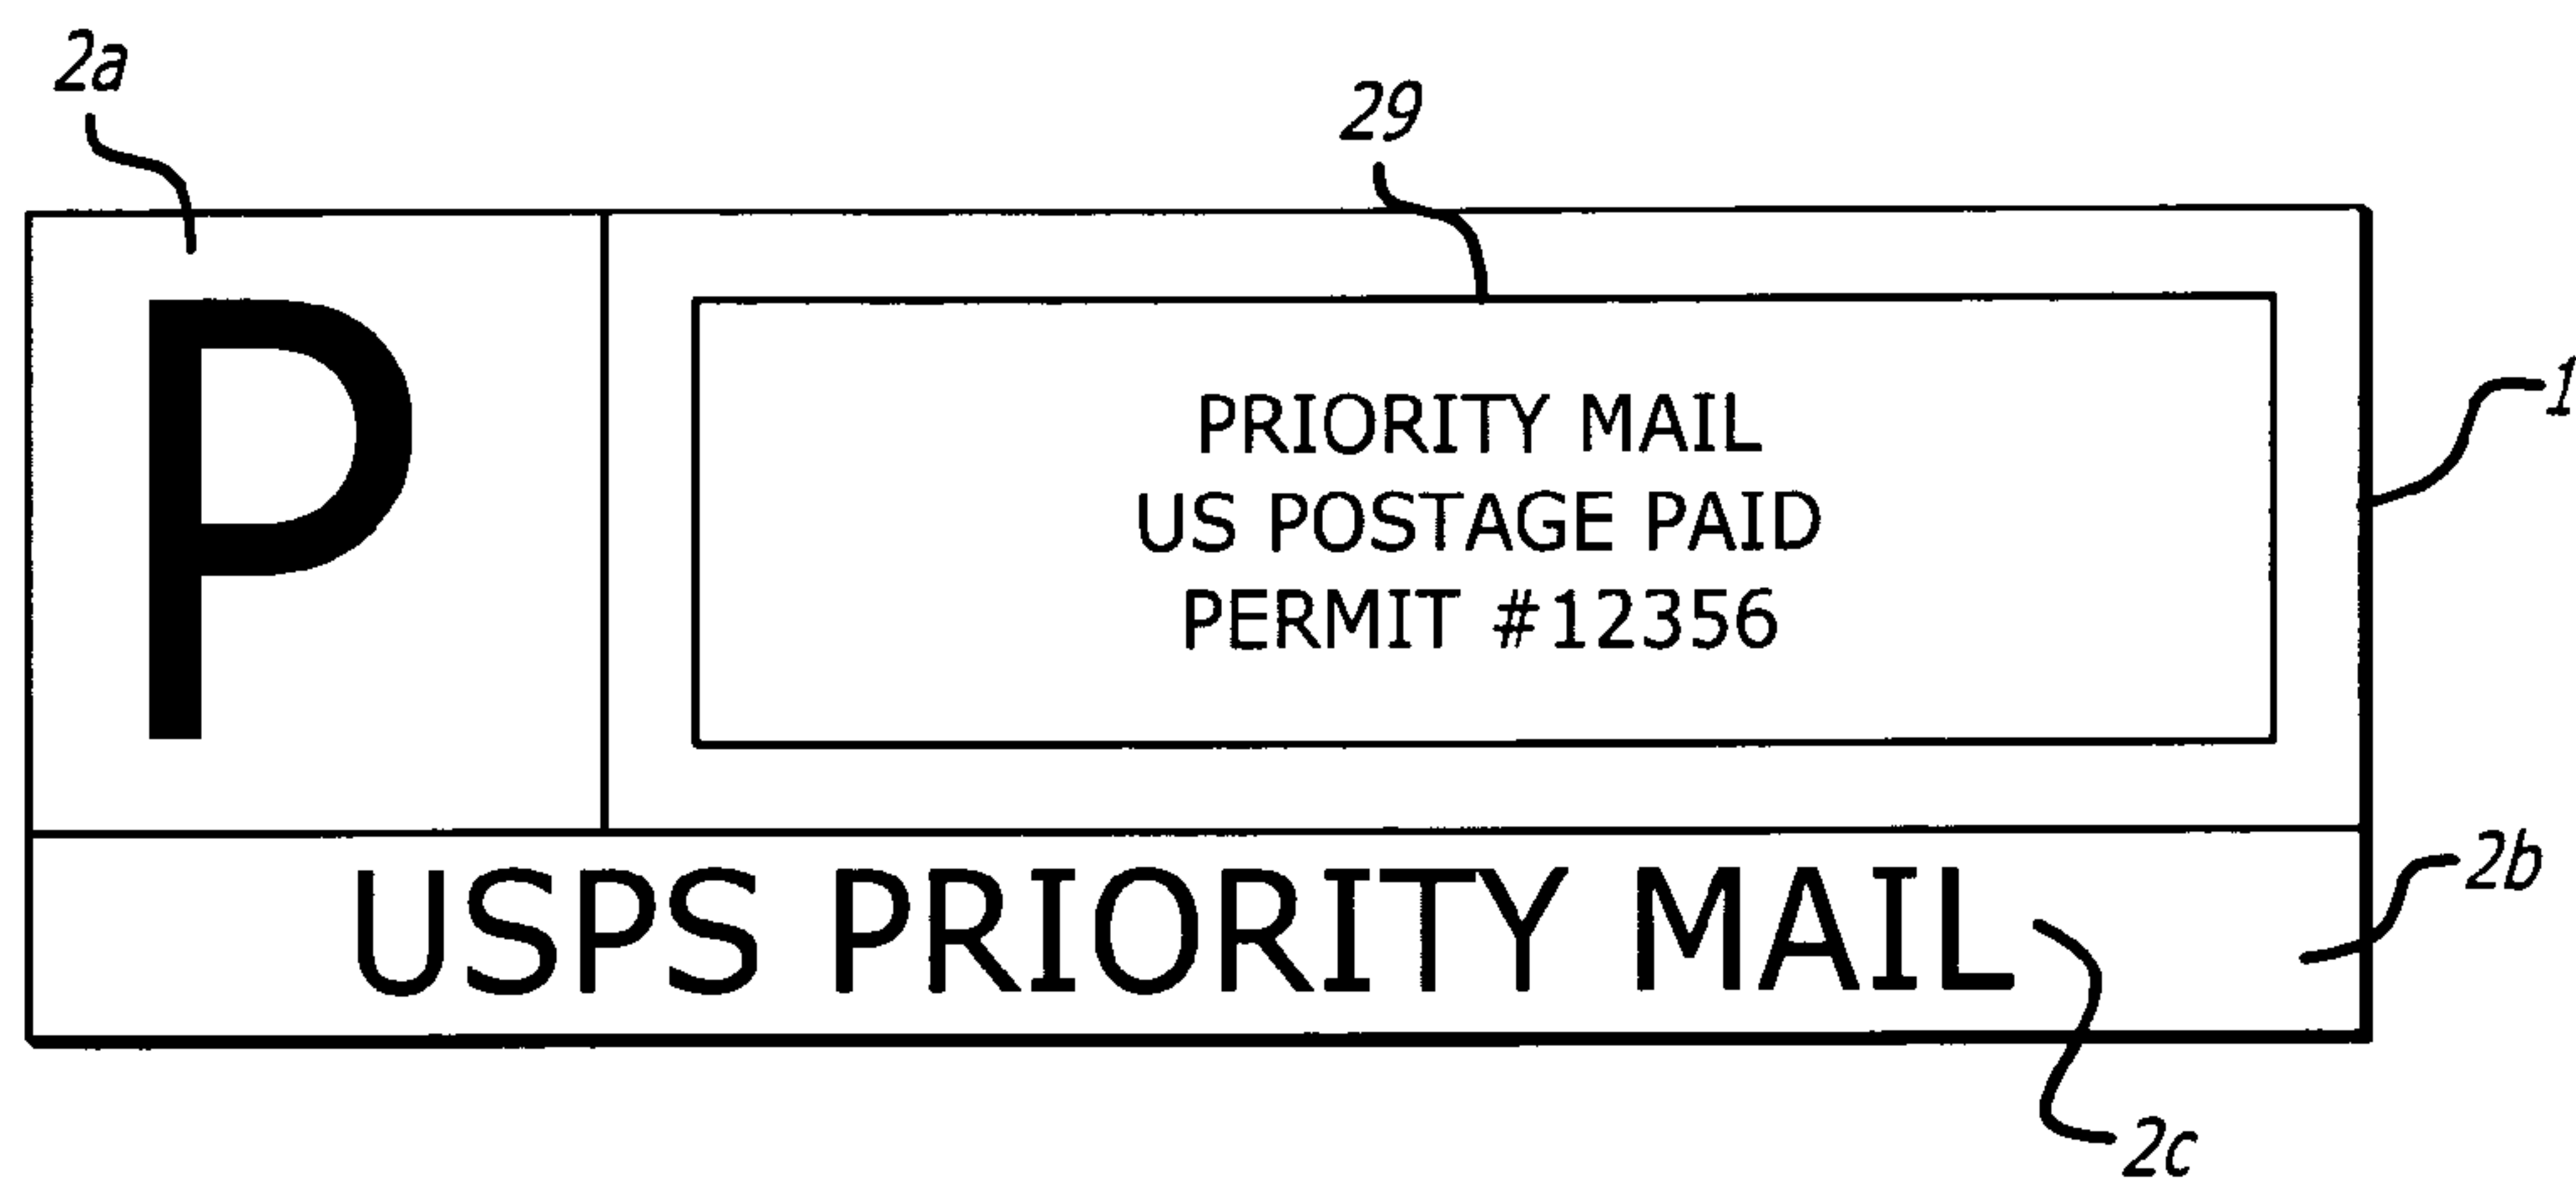 2a
29
P
PRIORITY MAIL
US POSTAGE PAID
PERMIT #12356
1
USPS PRIORITY MAIL
2b
2c